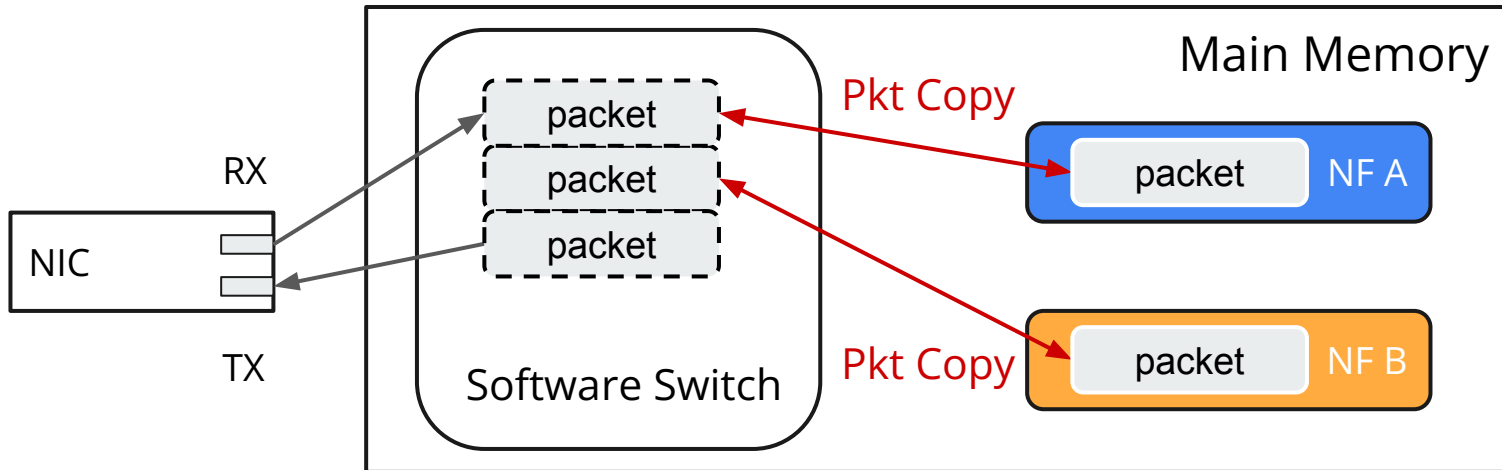 Main Memory
Pkt Copy
packet
packet
packet
packet NF A
RX
NIC
TX
Software Switch
Pkt Copy
packet NF B